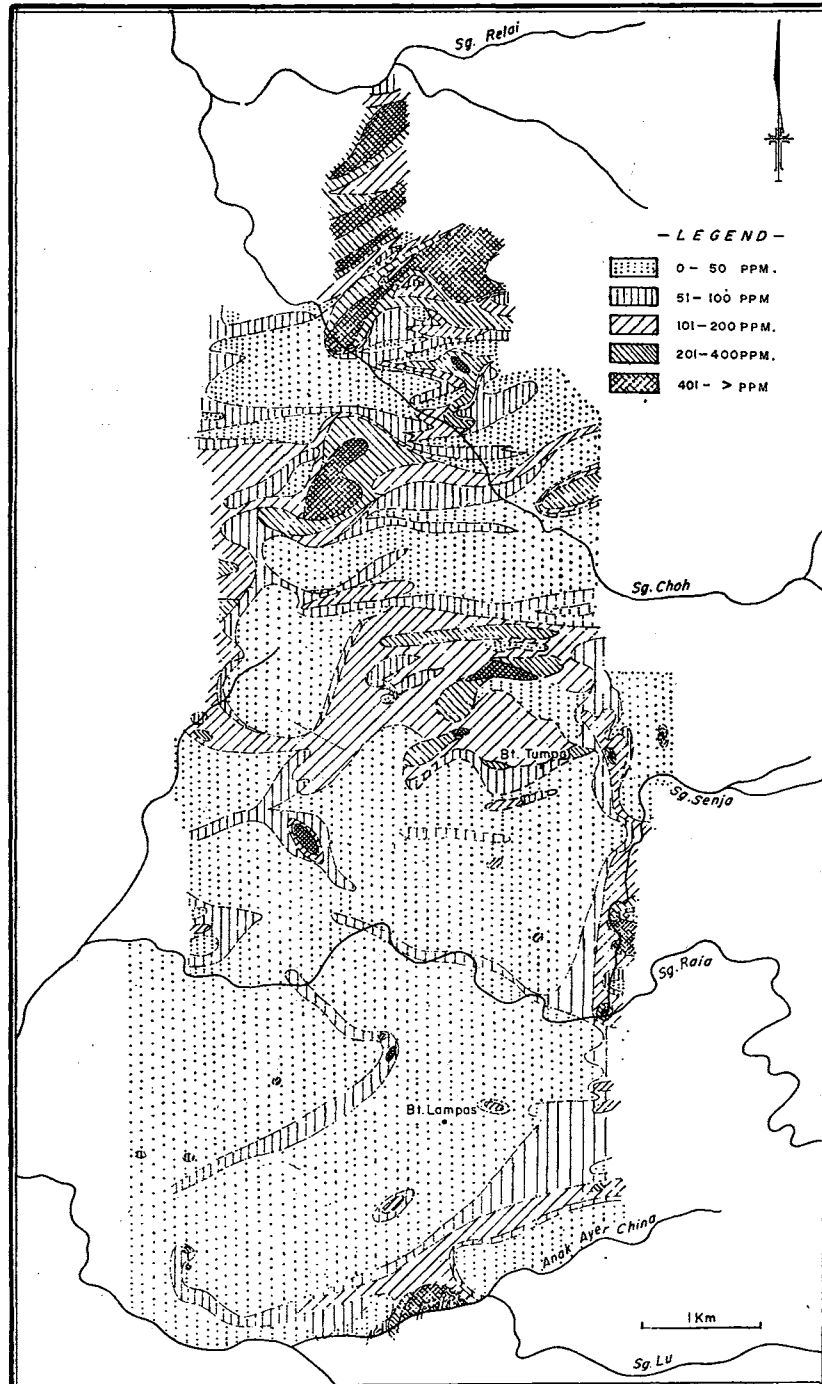 Sg. Relai
— LEGEND —
0 – 50 PPM.
51 – 100 PPM
101 – 200 PPM.
201 – 400 PPM.
401 – > PPM
Sg. Choh
Bt. Tumpa
Sg. Senja
Sg. Raia
Bt. Lampas
Anak Ayer China
1 Km
Sg. Lu